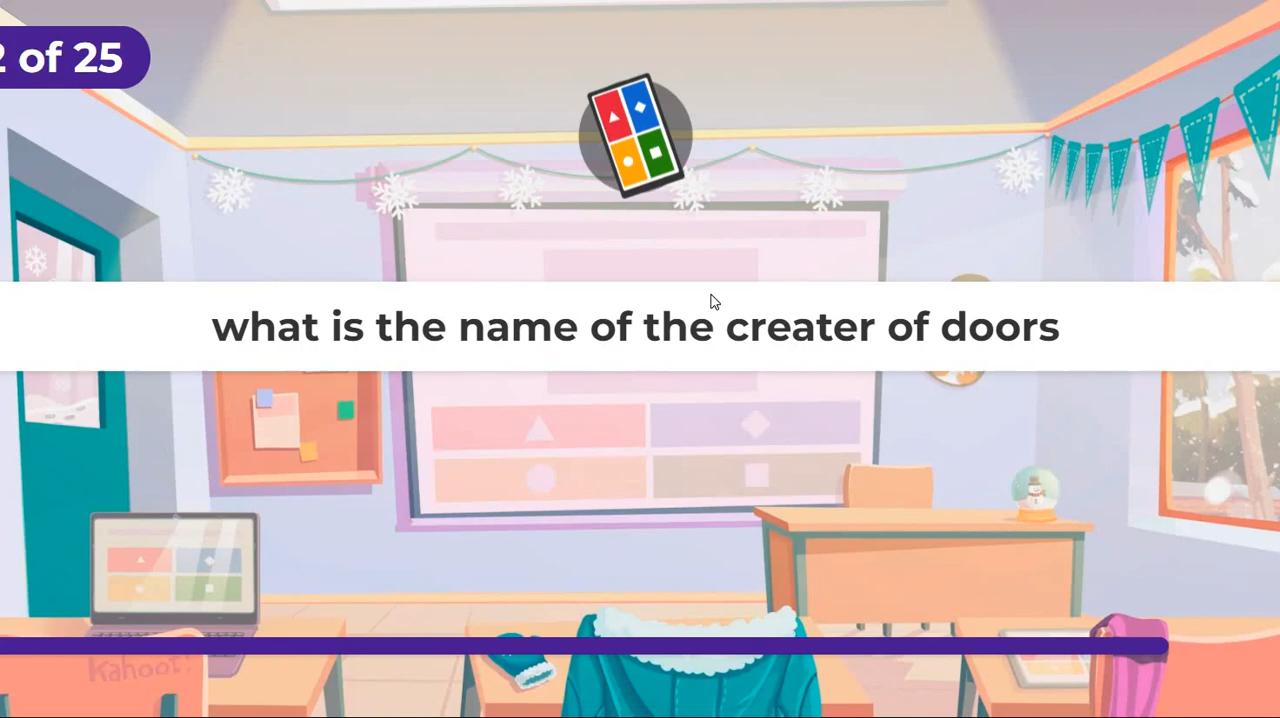 2 of 25
what is the name of the creater of doors
Kahoot!